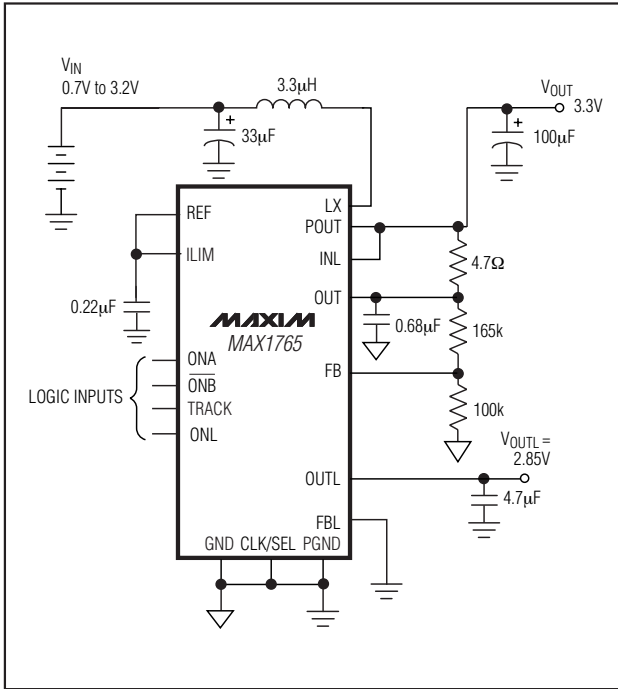 VIN
0.7V to 3.2V
3.3µH
VOUT
3.3V
33µF
100µF
REF
LX
POUT
ILIM
INL
4.7Ω
OUT
0.22µF
MAXIM
0.68µF
165k
MAX1765
ONA
FB
ONB
LOGIC INPUTS
TRACK
100k
ONL
VOUTL =
2.85V
OUTL
4.7µF
FBL
GND CLK/SEL PGND